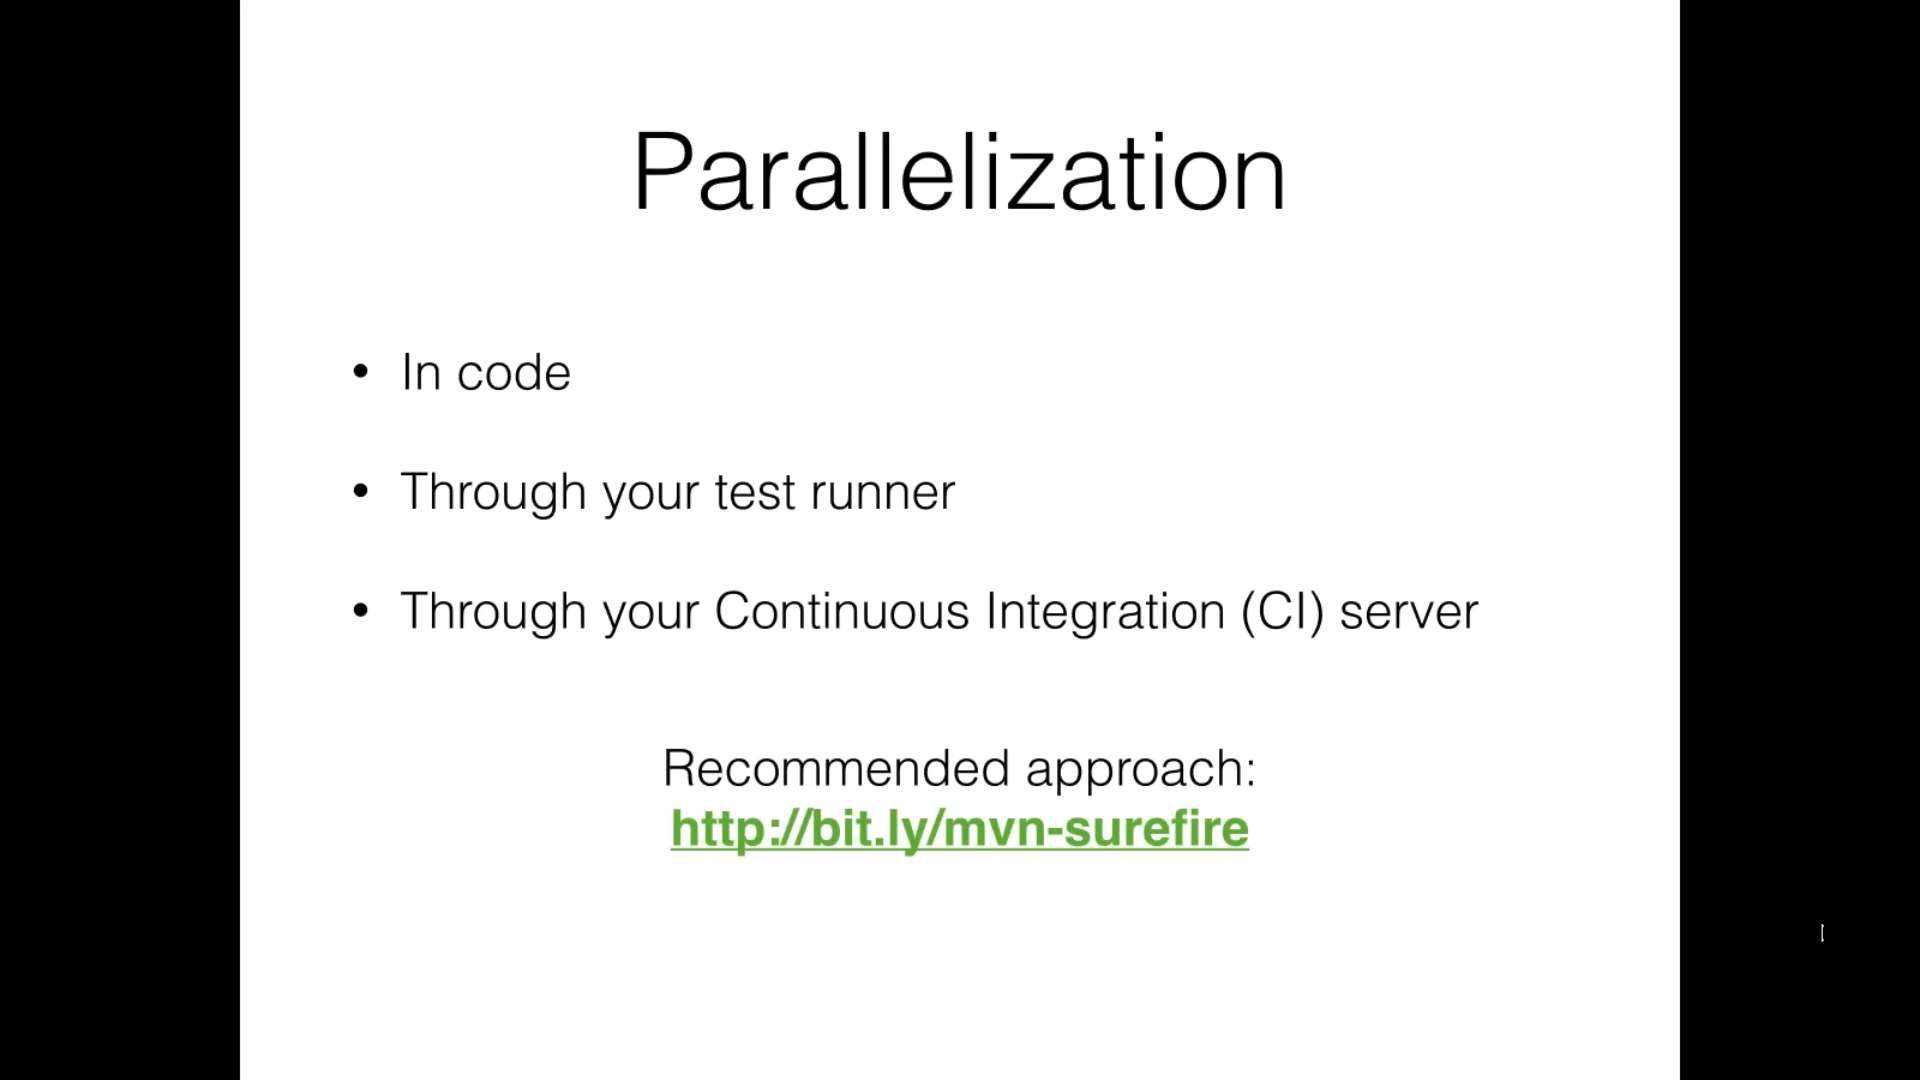 Parallelization
• In code
• Through your test runner
• Through your Continuous Integration (CI) server
Recommended approach:
http://bit.ly/mvn-surefire